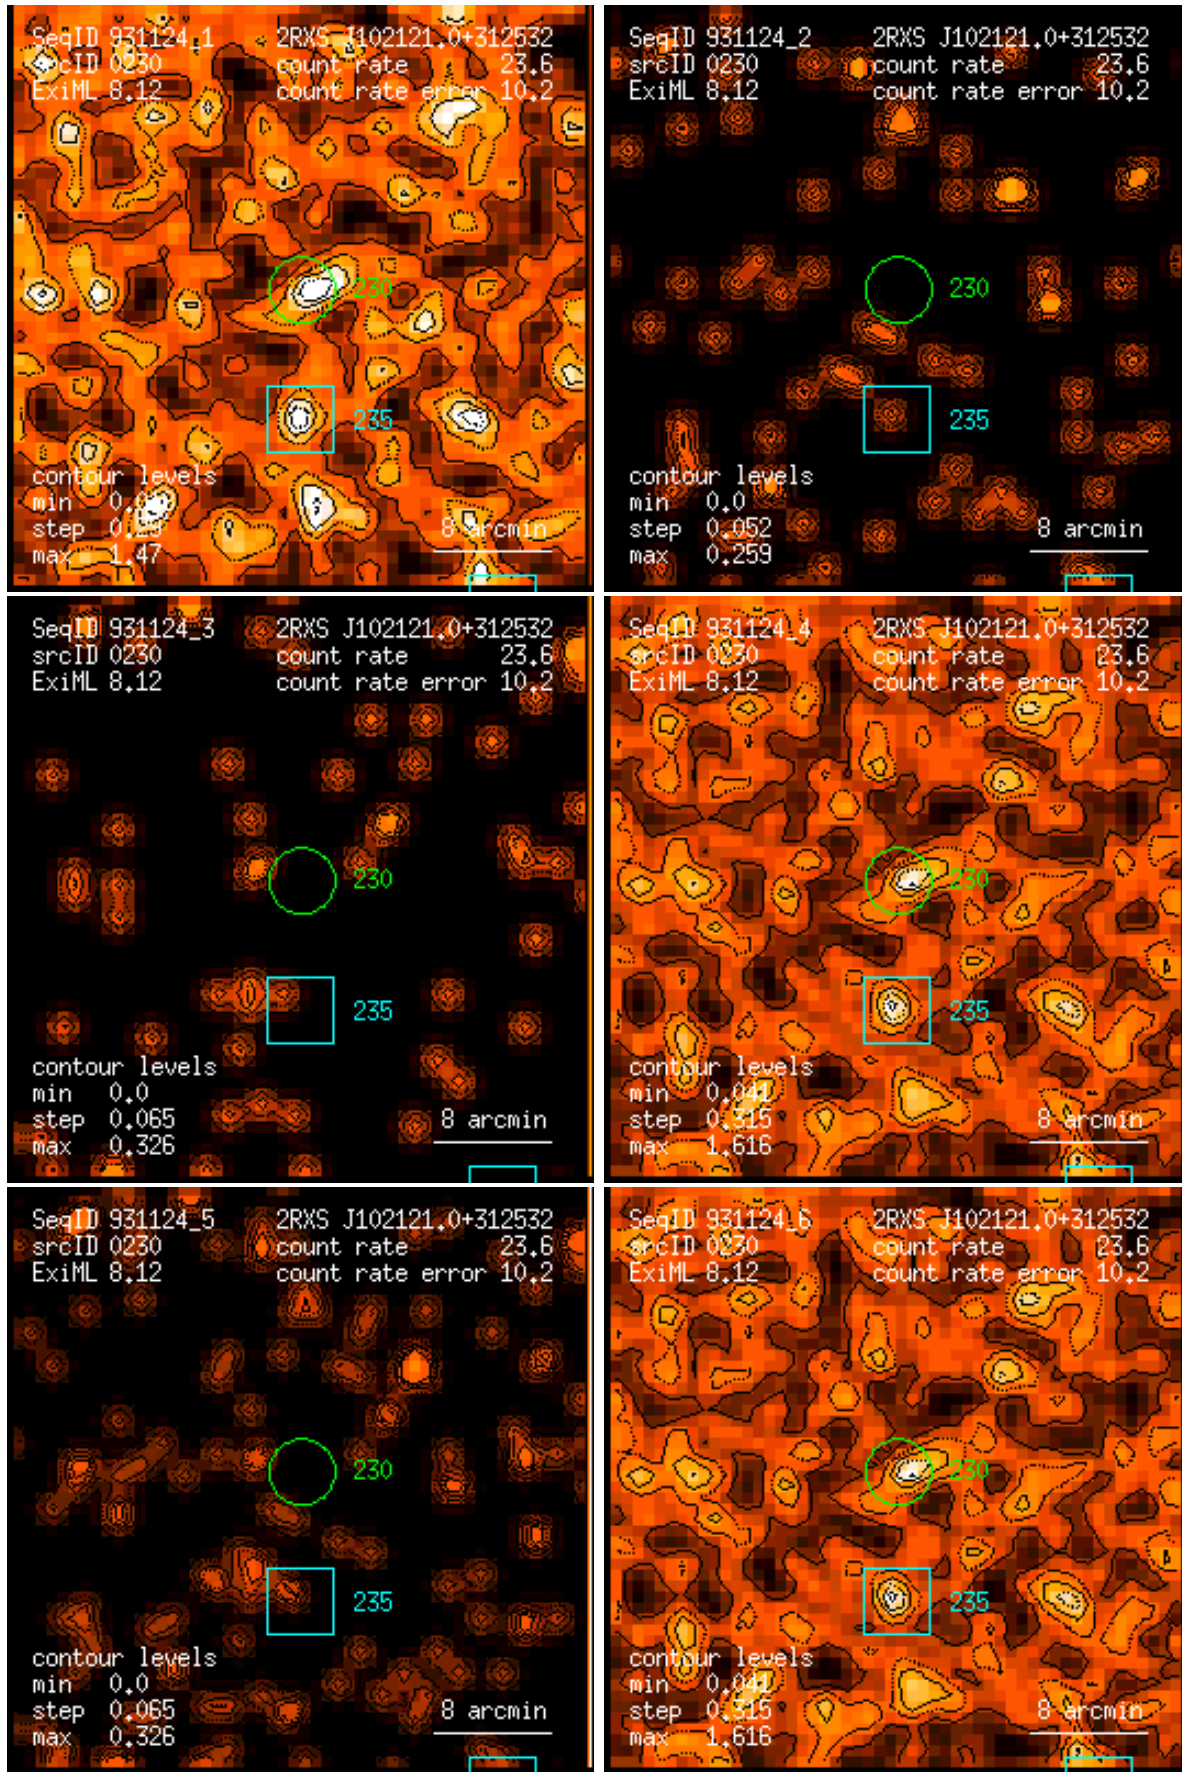 SeqID 931124_1 2RXS J102121.0+312532
srcID 0230 count rate 23.6
ExiML 8.12 count rate error 10.2
230
235
contour levels
min
step 8 arcmin
max 1.47
SeqID 931124_2 2RXS J102121.0+312532
srcID 0230 count rate 23.6
ExiML 8.12 count rate error 10.2
230
235
contour levels
min 0.0
step 0.052 8 arcmin
max 0.259
SeqID 931124_3 2RXS J102121.0+312532
srcID 0230 count rate 23.6
ExiML 8.12 count rate error 10.2
230
235
contour levels
min 0.0
step 0.065 8 arcmin
max 0.326
SeqID 931124_4 2RXS J102121.0+312532
srcID 0230 count rate 23.6
ExiML 8.12 count rate error 10.2
230
235
contour levels
min 0.041
step 0.315 8 arcmin
max 1.616
SeqID 931124_5 2RXS J102121.0+312532
srcID 0230 count rate 23.6
ExiML 8.12 count rate error 10.2
230
235
contour levels
min 0.0
step 0.065 8 arcmin
max 0.326
SeqID 931124_6 2RXS J102121.0+312532
srcID 0230 count rate 23.6
ExiML 8.12 count rate error 10.2
230
235
contour levels
min 0.041
step 0.315 8 arcmin
max 1.616